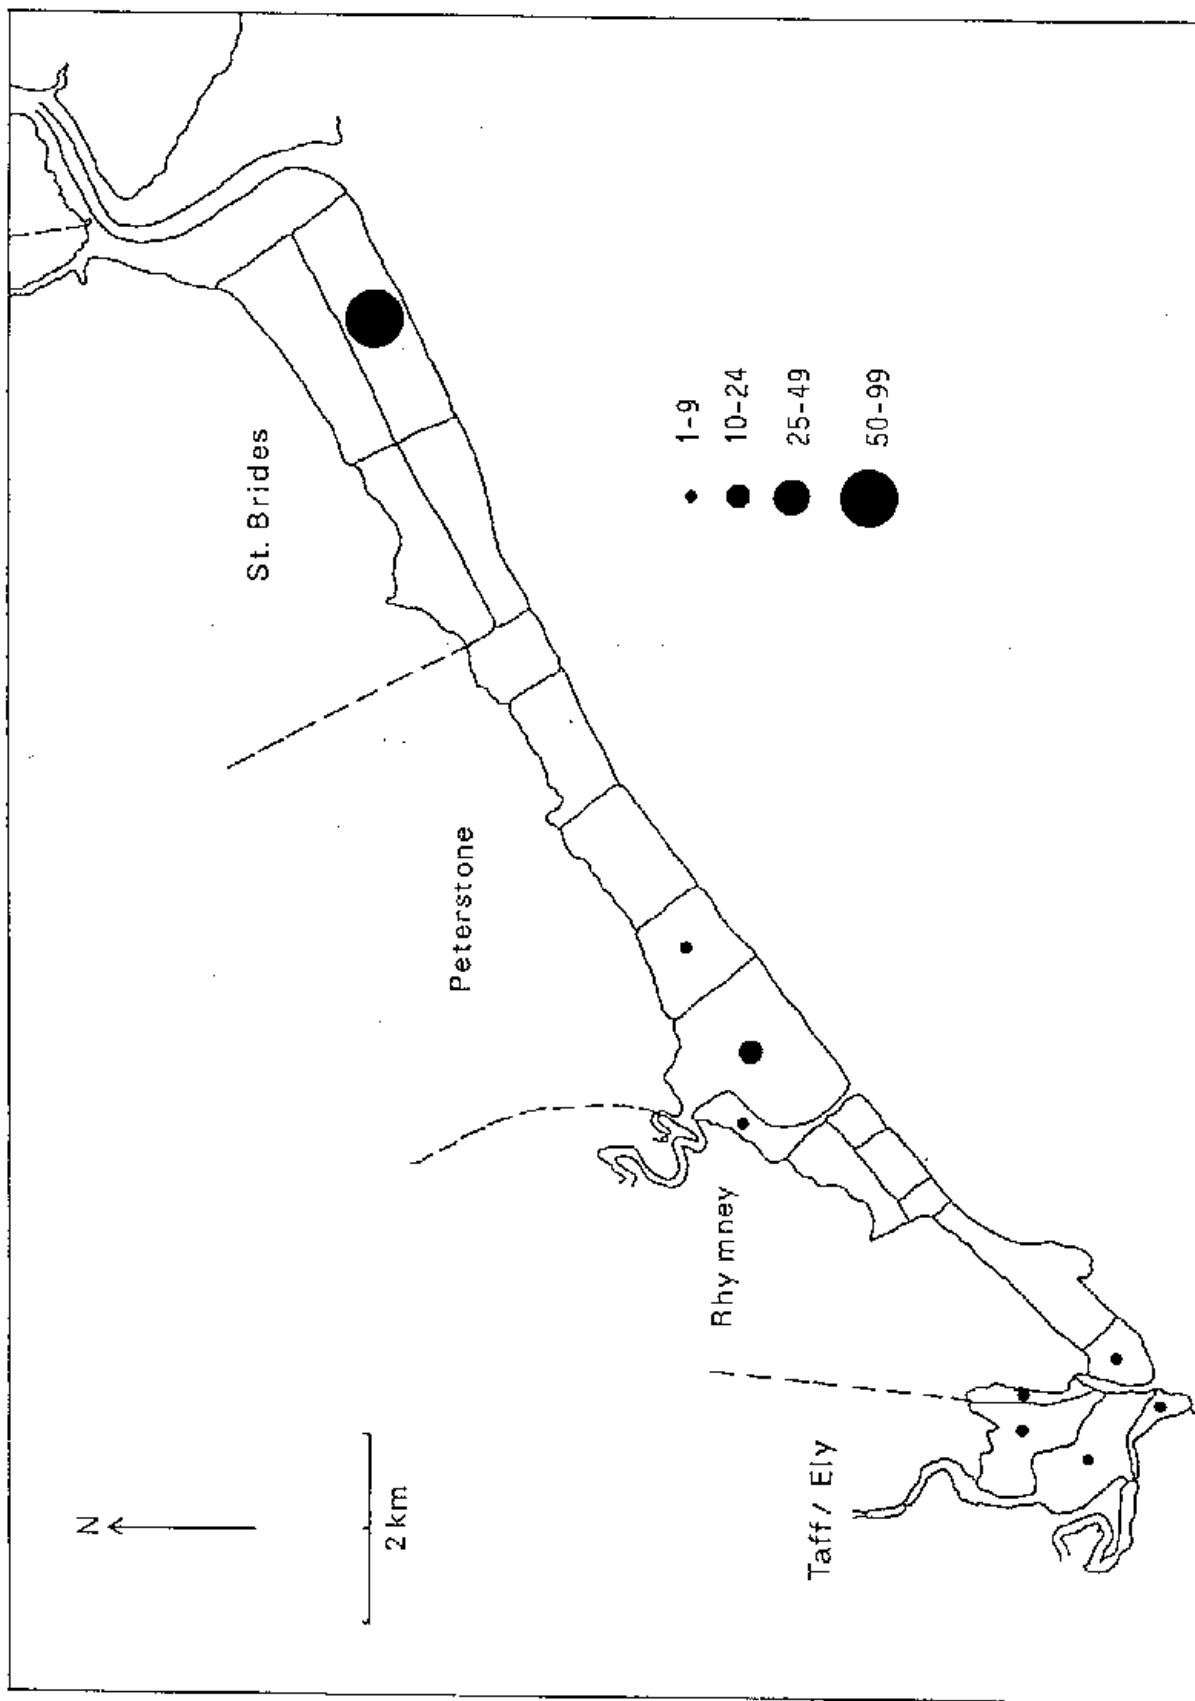 St. Brides
Peterstone
Rhymney
Taff/ Ely
1-9
10-24
25-49
50-99
N
2 km